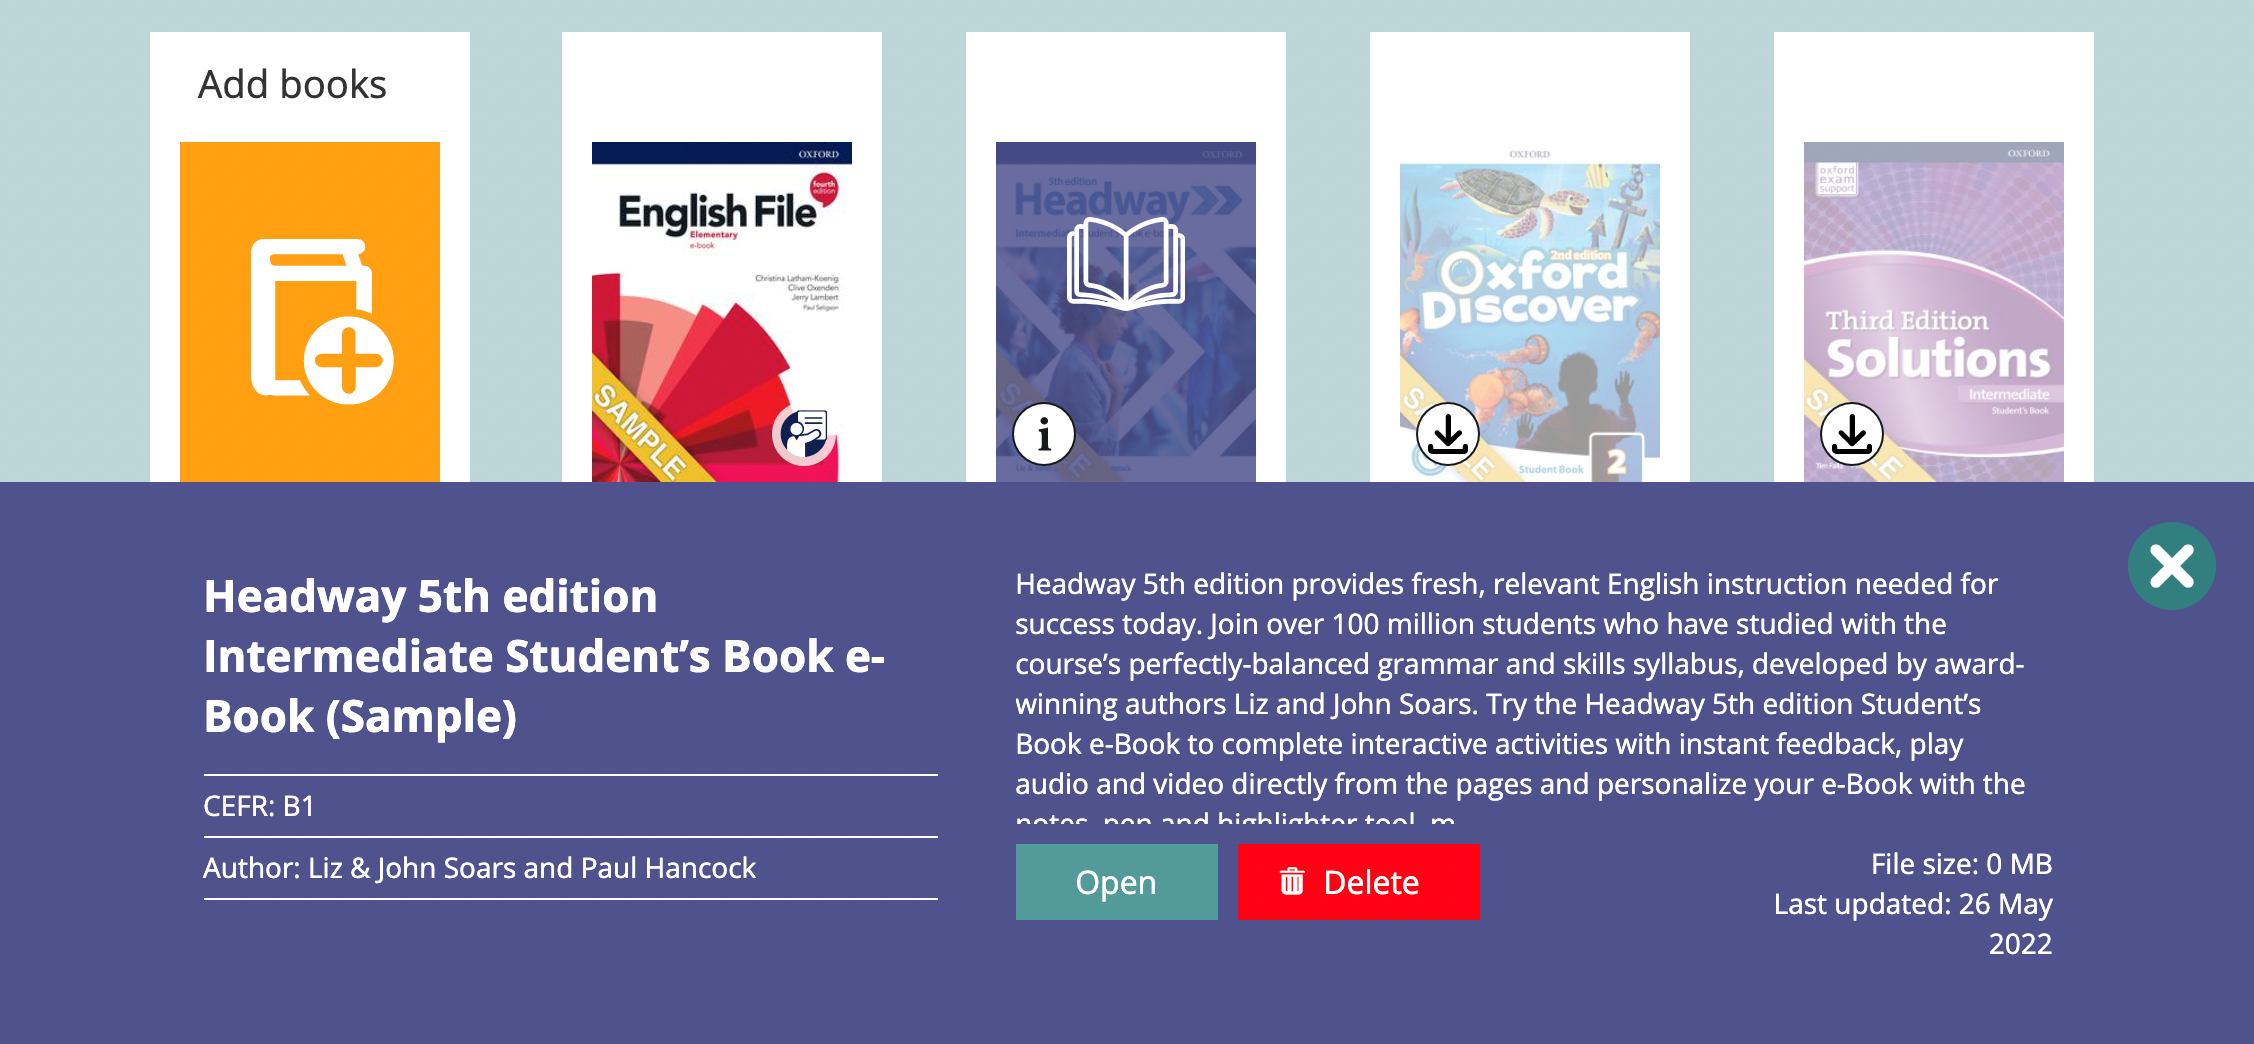 Add books
OXFORD
fourth
edition
English File
Elementary
e-book
Christina Latham-Koenig
Clive Oxenden
Jerry Lambert
Paul Seligson
SAMPLE
OXFORD
5th edition
Headway
OXFORD
2nd edition
Oxford
Discover
Student Book
2
OXFORD
oxford
exam
support
Third Edition
Solutions
Intermediate
Student's Book
Headway 5th edition
Intermediate Student’s Book e-
Book (Sample)
CEFR: B1
Author: Liz & John Soars and Paul Hancock
Headway 5th edition provides fresh, relevant English instruction needed for
success today. Join over 100 million students who have studied with the
course’s perfectly-balanced grammar and skills syllabus, developed by award-
winning authors Liz and John Soars. Try the Headway 5th edition Student’s
Book e-Book to complete interactive activities with instant feedback, play
audio and video directly from the pages and personalize your e-Book with the
notes, pen and highlighter tool, m
Open
Delete
File size: 0 MB
Last updated: 26 May
2022